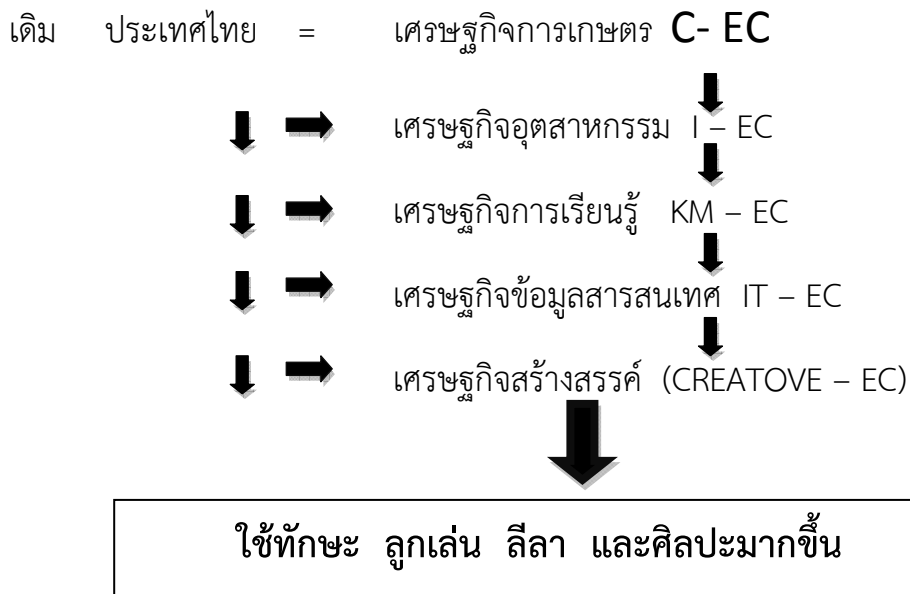 เดิม ประเทศไทย = เศรษฐกิจการเกษตร C- EC
เศรษฐกิจอุตสาหกรรม I – EC
เศรษฐกิจการเรียนรู้ KM – EC
เศรษฐกิจข้อมูลสารสนเทศ IT – EC
เศรษฐกิจสร้างสรรค์ (CREATOVE – EC)
ใช้ทักษะ ลูกเล่น ลีลา และศิลปะมากขึ้น